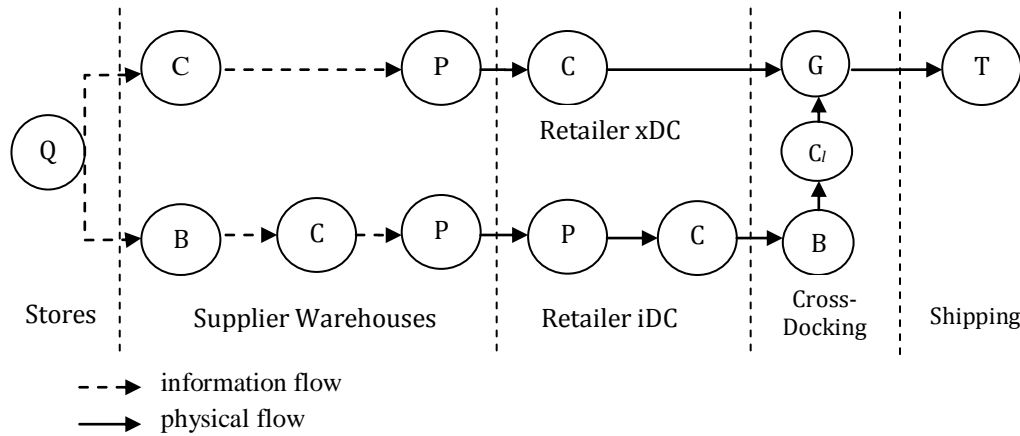 C
P
C
G
T
Retailer xDC
Q
Cl
B
C
P
P
C
B
Stores
Supplier Warehouses
Retailer iDC
Cross-
Docking
Shipping
information flow
physical flow